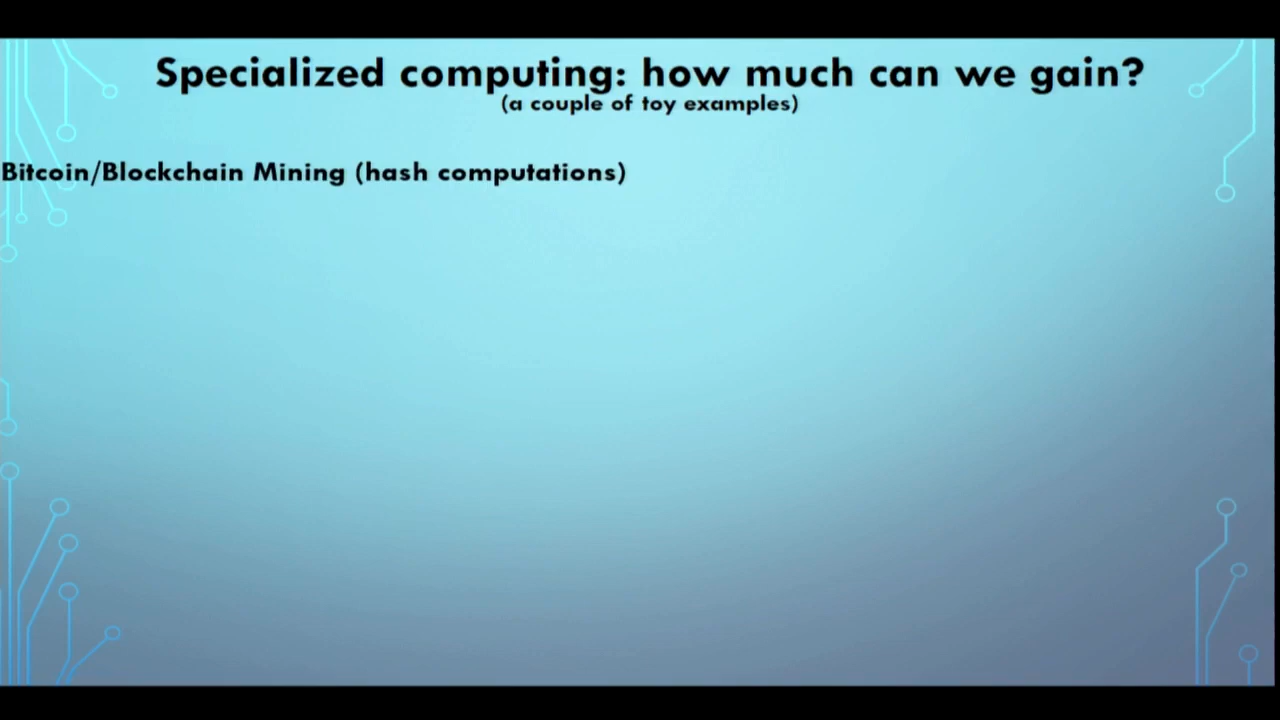 Specialized computing: how much can we gain?
(a couple of toy examples)
Bitcoin/Blockchain Mining (hash computations)